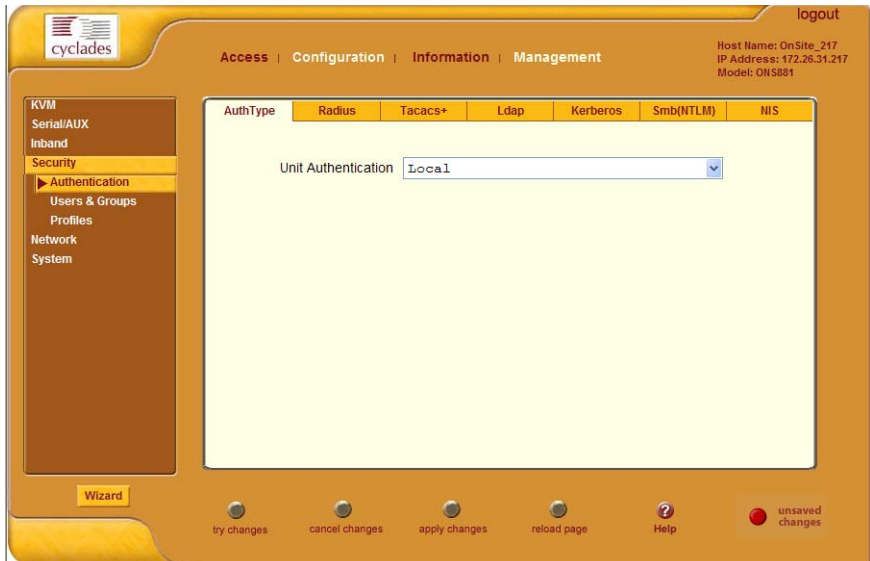 logout
cyclades
Access | Configuration | Information | Management
Host Name: OnSite_217
IP Address: 172.26.31.217
Model: ONS881
KVM
Serial/AUX
Inband
Security
Authentication
Users & Groups
Profiles
Network
System
AuthType Radius Tacacs+ Ldap Kerberos Smb(NTLM) NIS
Unit Authentication Local
Wizard
try changes cancel changes apply changes reload page ? Help
unsaved
changes